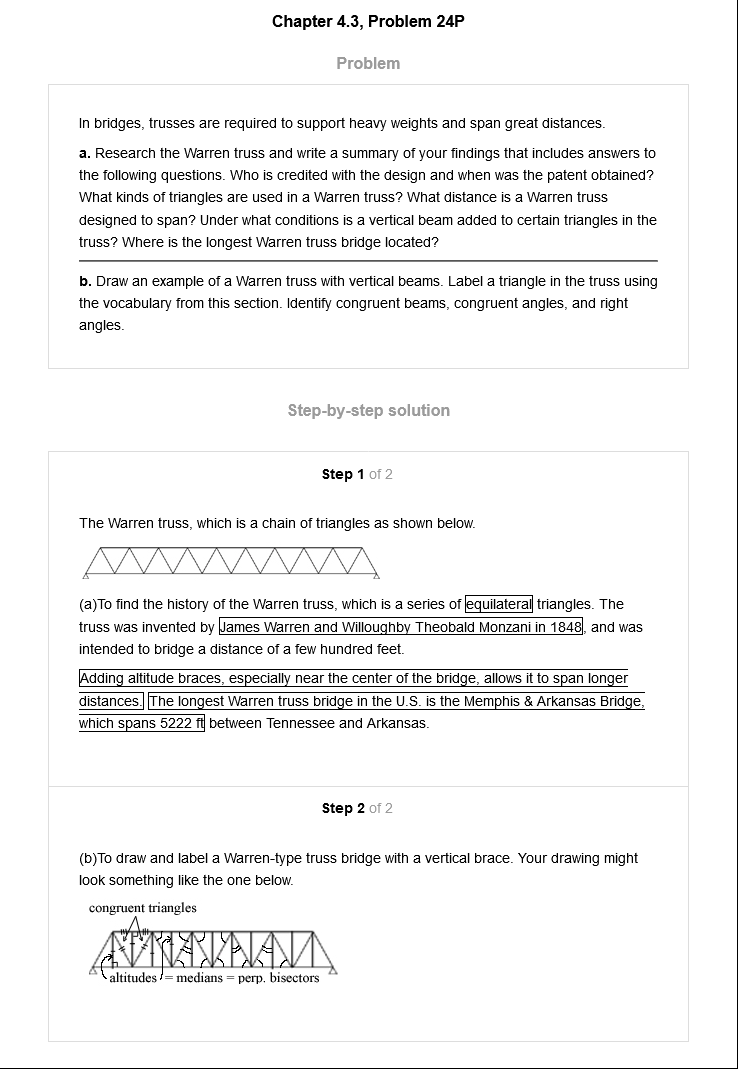 Chapter 4.3, Problem 24P
Problem
In bridges, trusses are required to support heavy weights and span great distances.
a. Research the Warren truss and write a summary of your findings that includes answers to
the following questions. Who is credited with the design and when was the patent obtained?
What kinds of triangles are used in a Warren truss? What distance is a Warren truss
designed to span? Under what conditions is a vertical beam added to certain triangles in the
truss? Where is the longest Warren truss bridge located?
b. Draw an example of a Warren truss with vertical beams. Label a triangle in the truss using
the vocabulary from this section. Identify congruent beams, congruent angles, and right
angles.
Step-by-step solution
Step 1 of 2
The Warren truss, which is a chain of triangles as shown below.
(a)To find the history of the Warren truss, which is a series of equilateral triangles. The
truss was invented by James Warren and Willoughby Theobald Monzani in 1848, and was
intended to bridge a distance of a few hundred feet.
Adding altitude braces, especially near the center of the bridge, allows it to span longer
distances. The longest Warren truss bridge in the U.S. is the Memphis & Arkansas Bridge,
which spans 5222 ft between Tennessee and Arkansas.
Step 2 of 2
(b)To draw and label a Warren-type truss bridge with a vertical brace. Your drawing might
look something like the one below.
congruent triangles
altitudes = medians = perp. bisectors